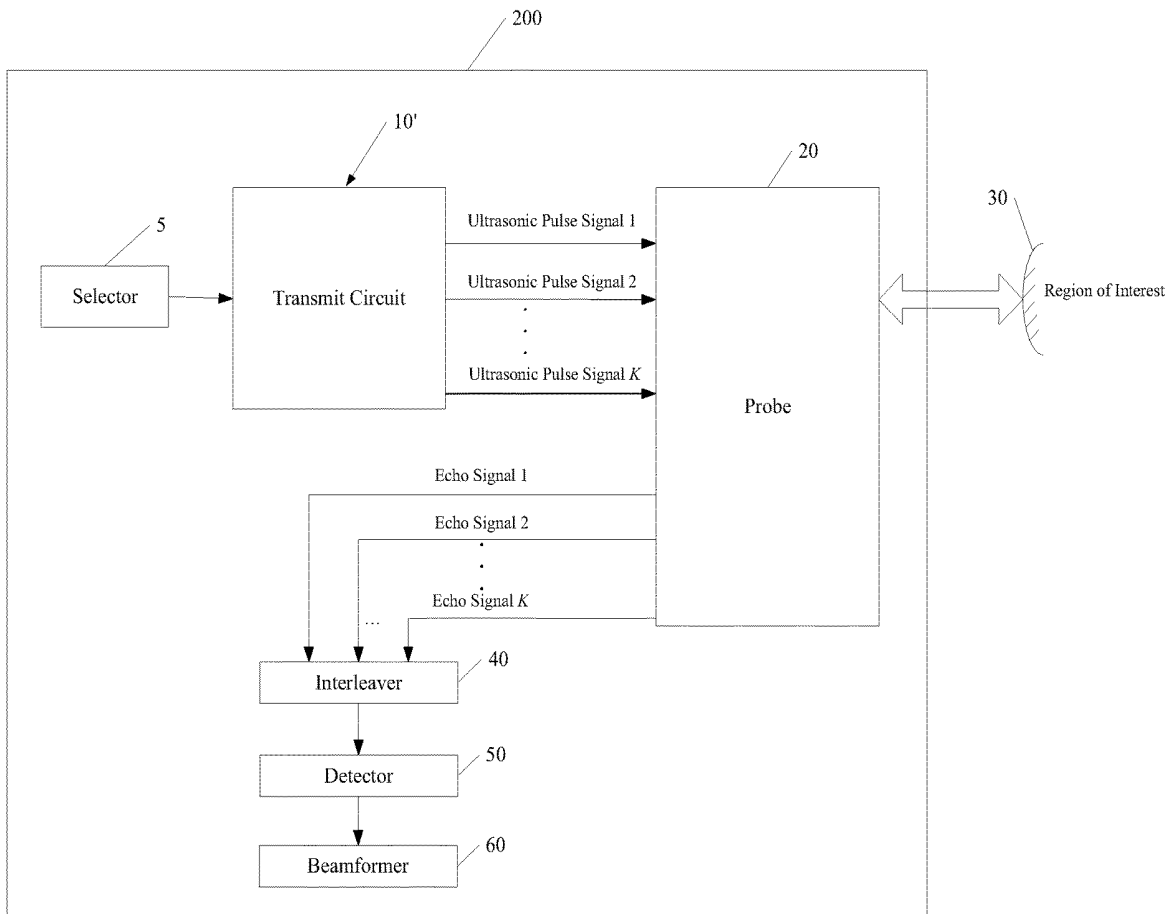 200
10'
20
30
5
Ultrasonic Pulse Signal 1
Selector
Transmit Circuit
Ultrasonic Pulse Signal 2
.
.
.
Region of Interest
Ultrasonic Pulse Signal K
Probe
Echo Signal 1
Echo Signal 2
.
.
.
Echo Signal K
...
40
Interleaver
50
Detector
60
Beamformer